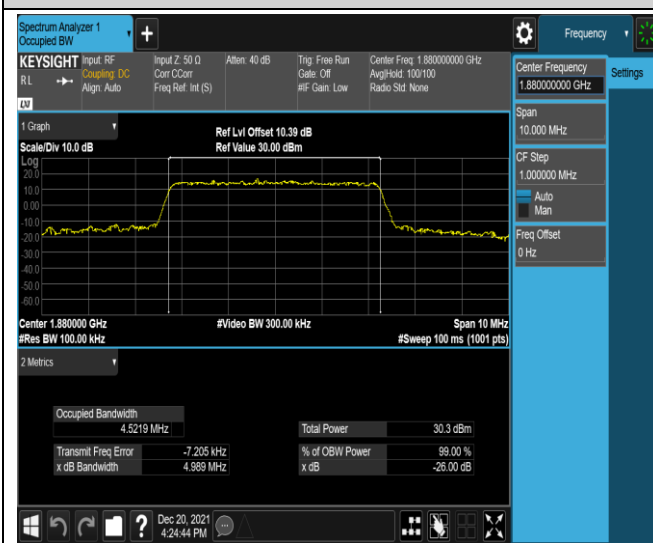 Spectrum Analyzer 1
Occupied BW
+
Frequency
KEYSIGHT
RL
LXI
Input: RF
Coupling: DC
Align: Auto
Input Z: 50 Ω
Corr CCorr
Freq Ref: Int (S)
Atten: 40 dB
Trig: Free Run
Gate: Off
#IF Gain: Low
Center Freq: 1.880000000 GHz
Avg|Hold: 100/100
Radio Std: None
Center Frequency
1.880000000 GHz
Settings
Span
10.000 MHz
CF Step
1.000000 MHz
Auto
Man
Freq Offset
0 Hz
1 Graph
Scale/Div 10.0 dB
Ref Lvl Offset 10.39 dB
Ref Value 30.00 dBm
Log
20.0
10.0
0.00
-10.0
-20.0
-30.0
-40.0
-50.0
-60.0
Center 1.880000 GHz
#Video BW 300.00 kHz
Span 10 MHz
#Res BW 100.00 kHz
#Sweep 100 ms (1001 pts)
2 Metrics
Occupied Bandwidth
4.5219 MHz
Total Power 30.3 dBm
Transmit Freq Error -7.205 kHz
% of OBW Power 99.00 %
x dB Bandwidth 4.989 MHz
x dB -26.00 dB
?
Dec 20, 2021
4:24:44 PM